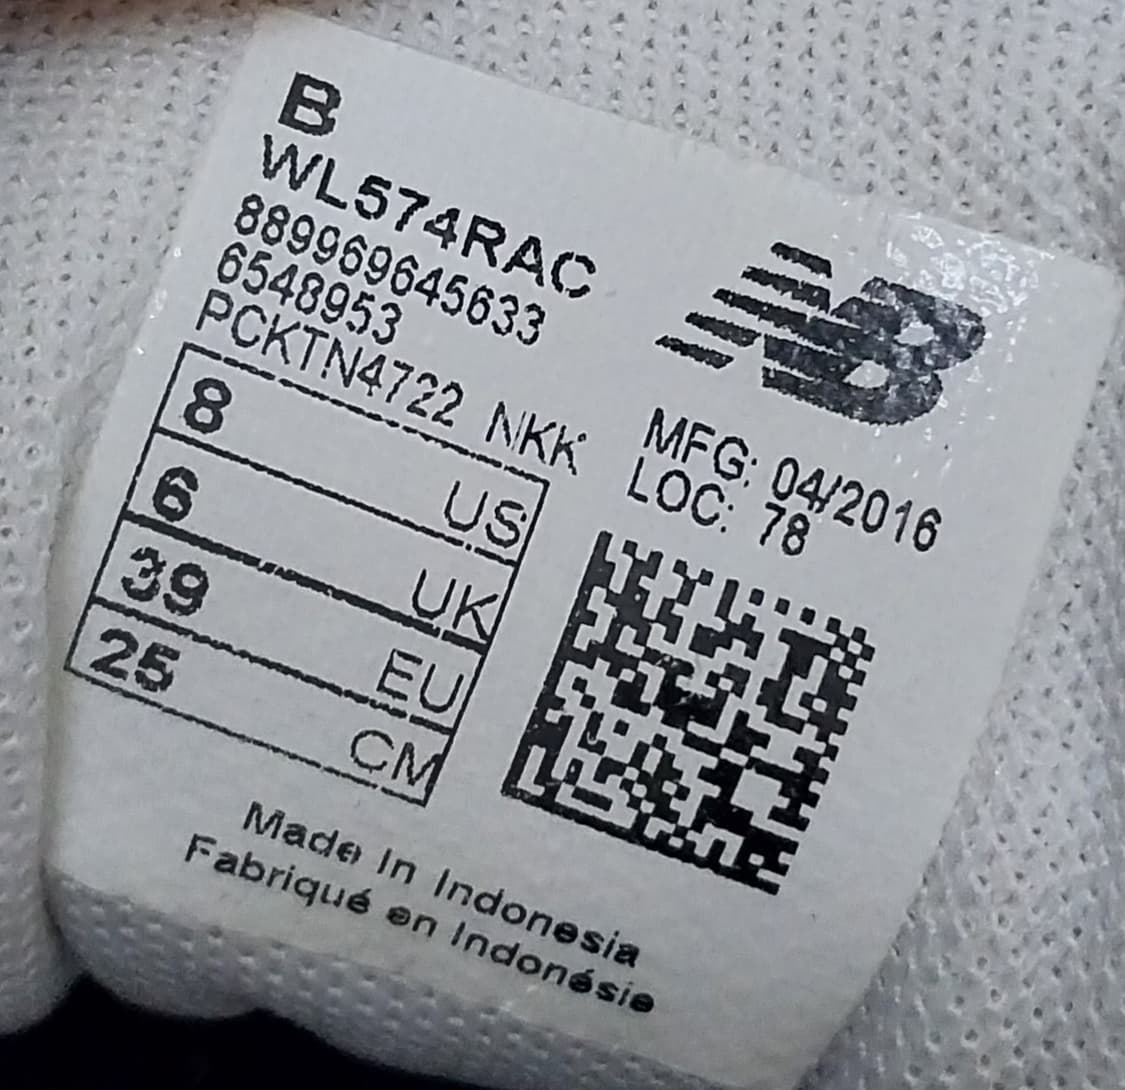 B
WL574RAC
889969645633
6548953
PCKTN4722 NKK
8 US
6 UK
39 EU
25 CM
NB
MFG: 04/2016
LOC: 78
Made In Indonesia
Fabriqué en Indonésie